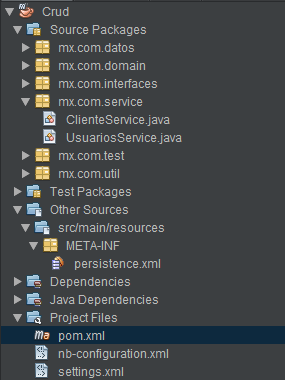 Crud
Source Packages
mx.com.datos
mx.com.domain
mx.com.interfaces
mx.com.service
ClienteService.java
UsuariosService.java
mx.com.test
mx.com.util
Test Packages
Other Sources
src/main/resources
META-INF
persistence.xml
Dependencies
Java Dependencies
Project Files
pom.xml
nb-configuration.xml
settings.xml